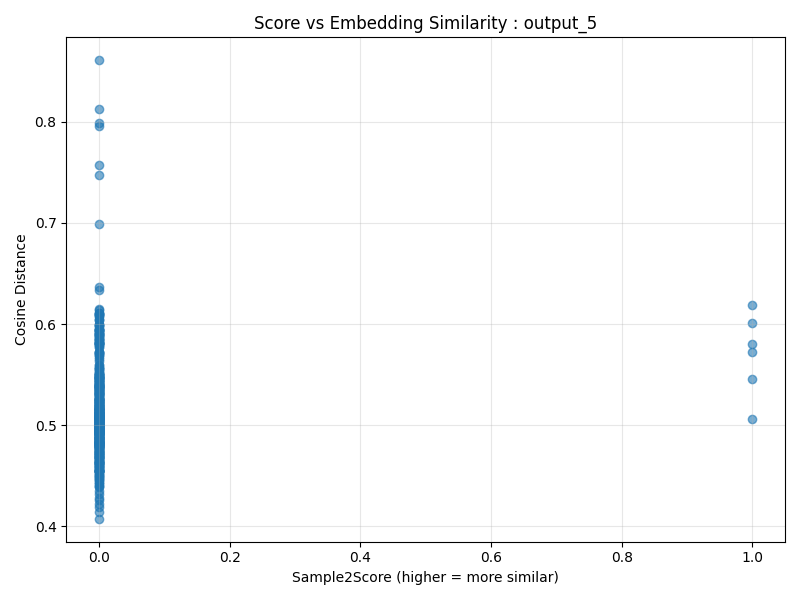 Score vs Embedding Similarity : output_5
Cosine Distance
0.8
0.7
0.6
0.5
0.4
0.0 0.2 0.4 0.6 0.8 1.0
Sample2Score (higher = more similar)